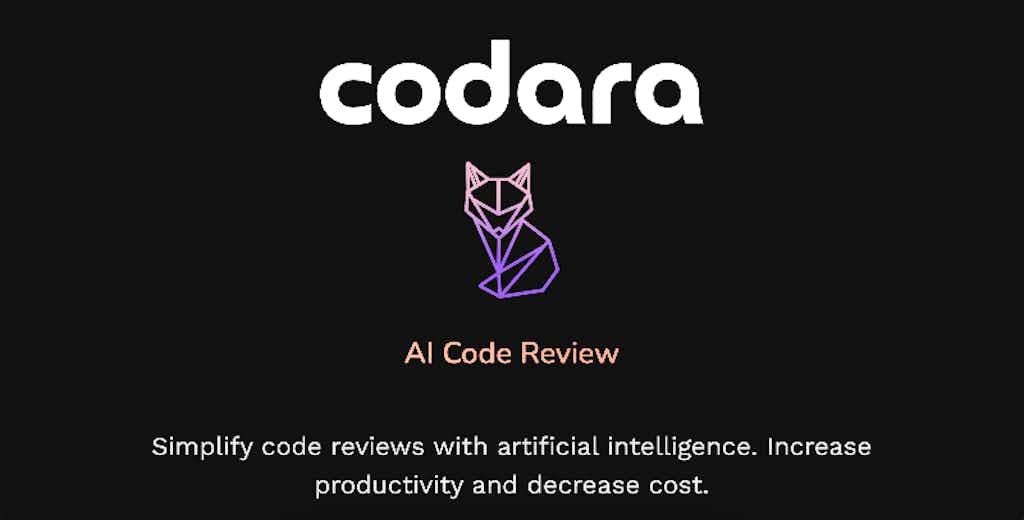 codara
AI Code Review
Simplify code reviews with artificial intelligence. Increase
productivity and decrease cost.